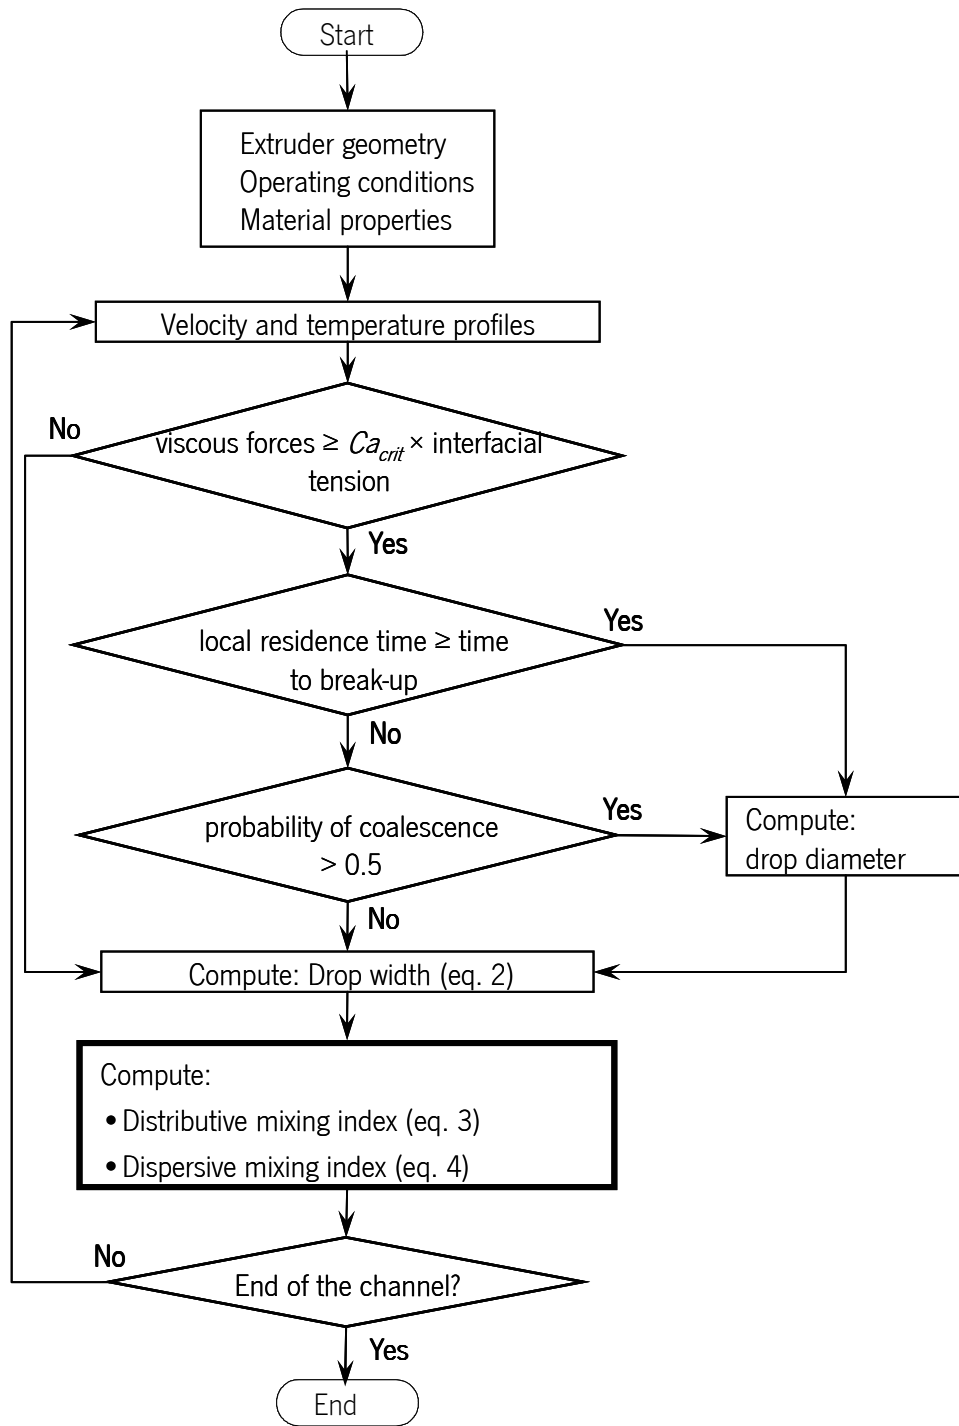 Start
Extruder geometry
Operating conditions
Material properties
Velocity and temperature profiles
No
viscous forces ≥ Ca_crit × interfacial
tension
Yes
local residence time ≥ time
to break-up
Yes
No
probability of coalescence
> 0.5
Yes
Compute:
drop diameter
No
Compute: Drop width (eq. 2)
Compute:
• Distributive mixing index (eq. 3)
• Dispersive mixing index (eq. 4)
No
End of the channel?
Yes
End